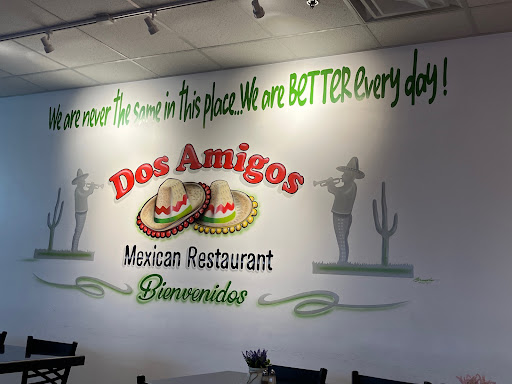 We are never the same in this place...We are BETTER every day!
Dos Amigos
Mexican Restaurant
Bienvenidos